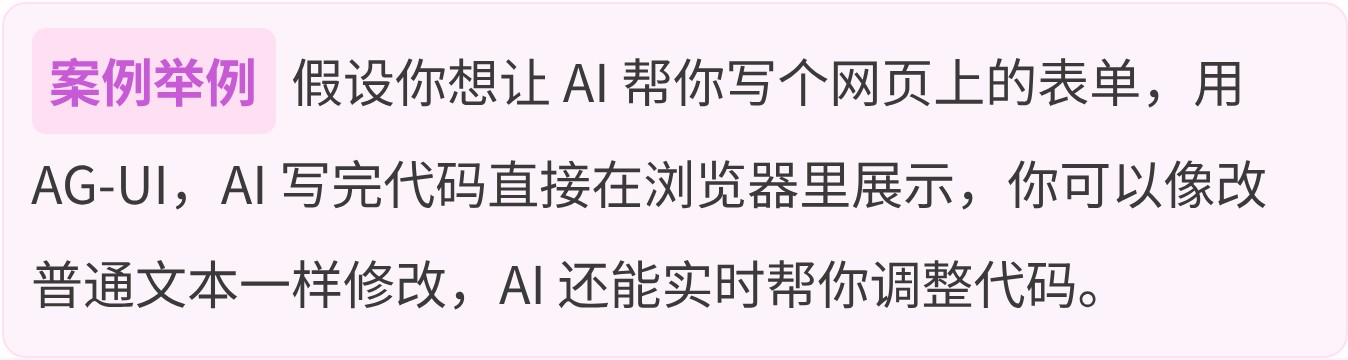 案例举例 假设你想让 AI 帮你写个网页上的表单，用
AG-UI，AI 写完代码直接在浏览器里展示，你可以像改
普通文本一样修改，AI 还能实时帮你调整代码。